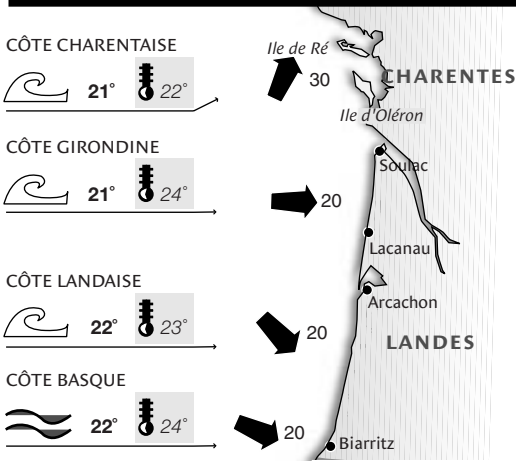 CÔTE CHARENTAISE
21° 22°
30
Ile de Ré
CHARENTES
Ile d'Oléron
CÔTE GIRONDINE
21° 24°
20
Soulac
Lacanau
CÔTE LANDAISE
22° 23°
20
Arcachon
LANDES
CÔTE BASQUE
22° 24°
20
Biarritz